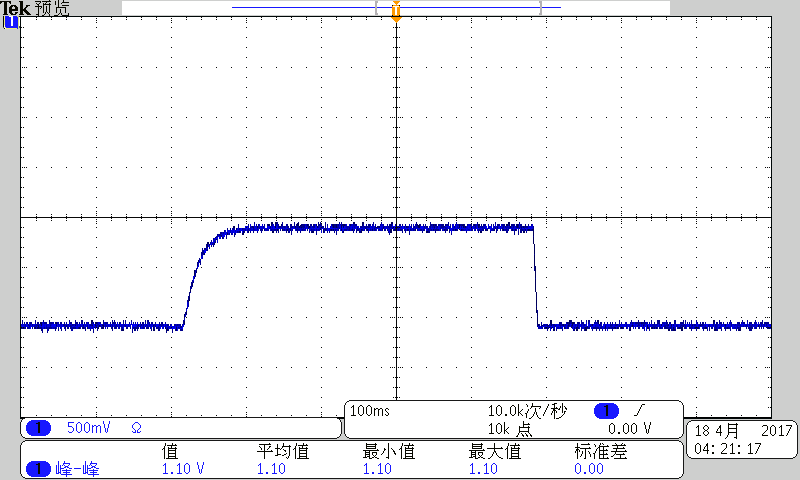 Tek 预览
T
1
1 500mV Ω
100ms 10.0k次/秒 1 0.00 V
10k 点
18 4月 2017
04:21:17
值 平均值 最小值 最大值 标准差
1 峰-峰 1.10 V 1.10 1.10 1.10 0.00